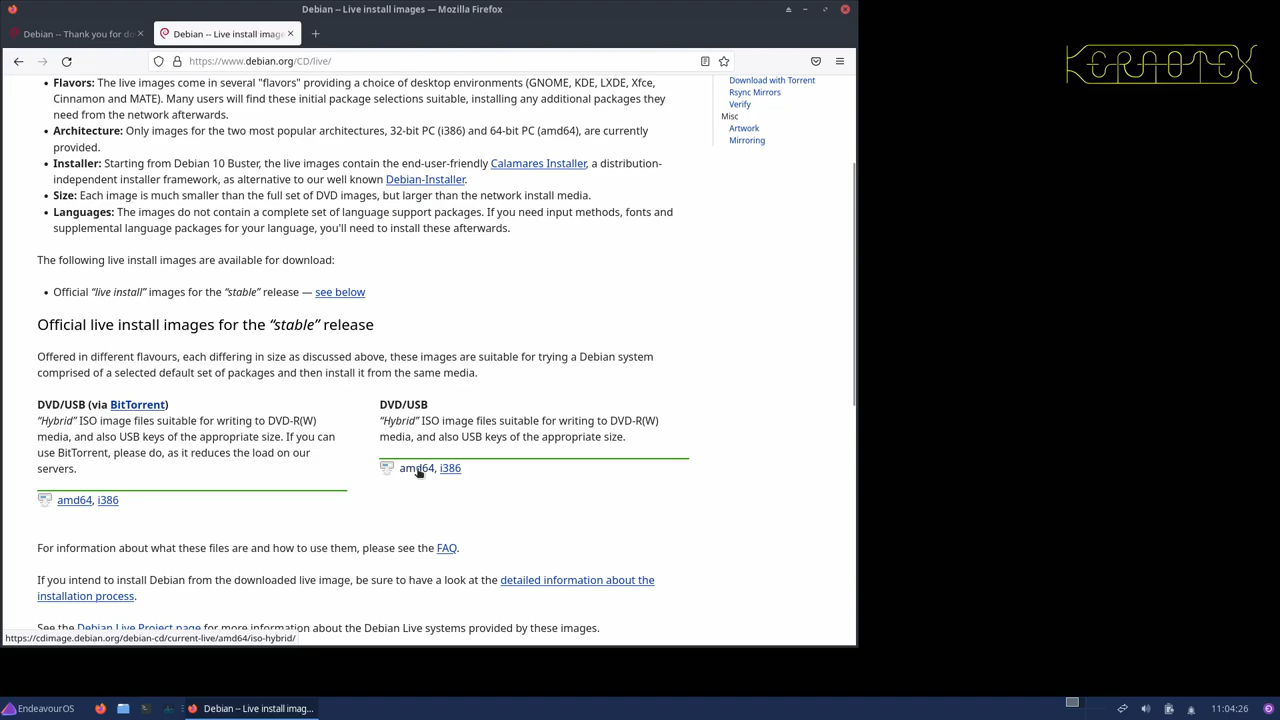 Debian -- Live install images — Mozilla Firefox
Debian -- Thank you for do
Debian -- Live install imag
https://www.debian.org/CD/live/
KERNOTEX
• Flavors: The live images come in several "flavors" providing a choice of desktop environments (GNOME, KDE, LXDE, Xfce,
Cinnamon and MATE). Many users will find these initial package selections suitable, installing any additional packages they
need from the network afterwards.
• Architecture: Only images for the two most popular architectures, 32-bit PC (i386) and 64-bit PC (amd64), are currently
provided.
• Installer: Starting from Debian 10 Buster, the live images contain the end-user-friendly Calamares Installer, a distribution-
independent installer framework, as alternative to our well known Debian-Installer.
• Size: Each image is much smaller than the full set of DVD images, but larger than the network install media.
• Languages: The images do not contain a complete set of language support packages. If you need input methods, fonts and
supplemental language packages for your language, you'll need to install these afterwards.
Download with Torrent
Rsync Mirrors
Verify
Misc
Artwork
Mirroring
The following live install images are available for download:
• Official “live install” images for the “stable” release — see below
Official live install images for the “stable” release
Offered in different flavours, each differing in size as discussed above, these images are suitable for trying a Debian system
comprised of a selected default set of packages and then install it from the same media.
DVD/USB (via BitTorrent)
“Hybrid” ISO image files suitable for writing to DVD-R(W)
media, and also USB keys of the appropriate size. If you can
use BitTorrent, please do, as it reduces the load on our
servers.
amd64, i386
DVD/USB
“Hybrid” ISO image files suitable for writing to DVD-R(W)
media, and also USB keys of the appropriate size.
amd64, i386
For information about what these files are and how to use them, please see the FAQ.
If you intend to install Debian from the downloaded live image, be sure to have a look at the detailed information about the
installation process.
See the Debian Live Project page for more information about the Debian Live systems provided by these images.
https://cdimage.debian.org/debian-cd/current-live/amd64/iso-hybrid/
EndeavourOS
Debian -- Live install imag...
11:04:26